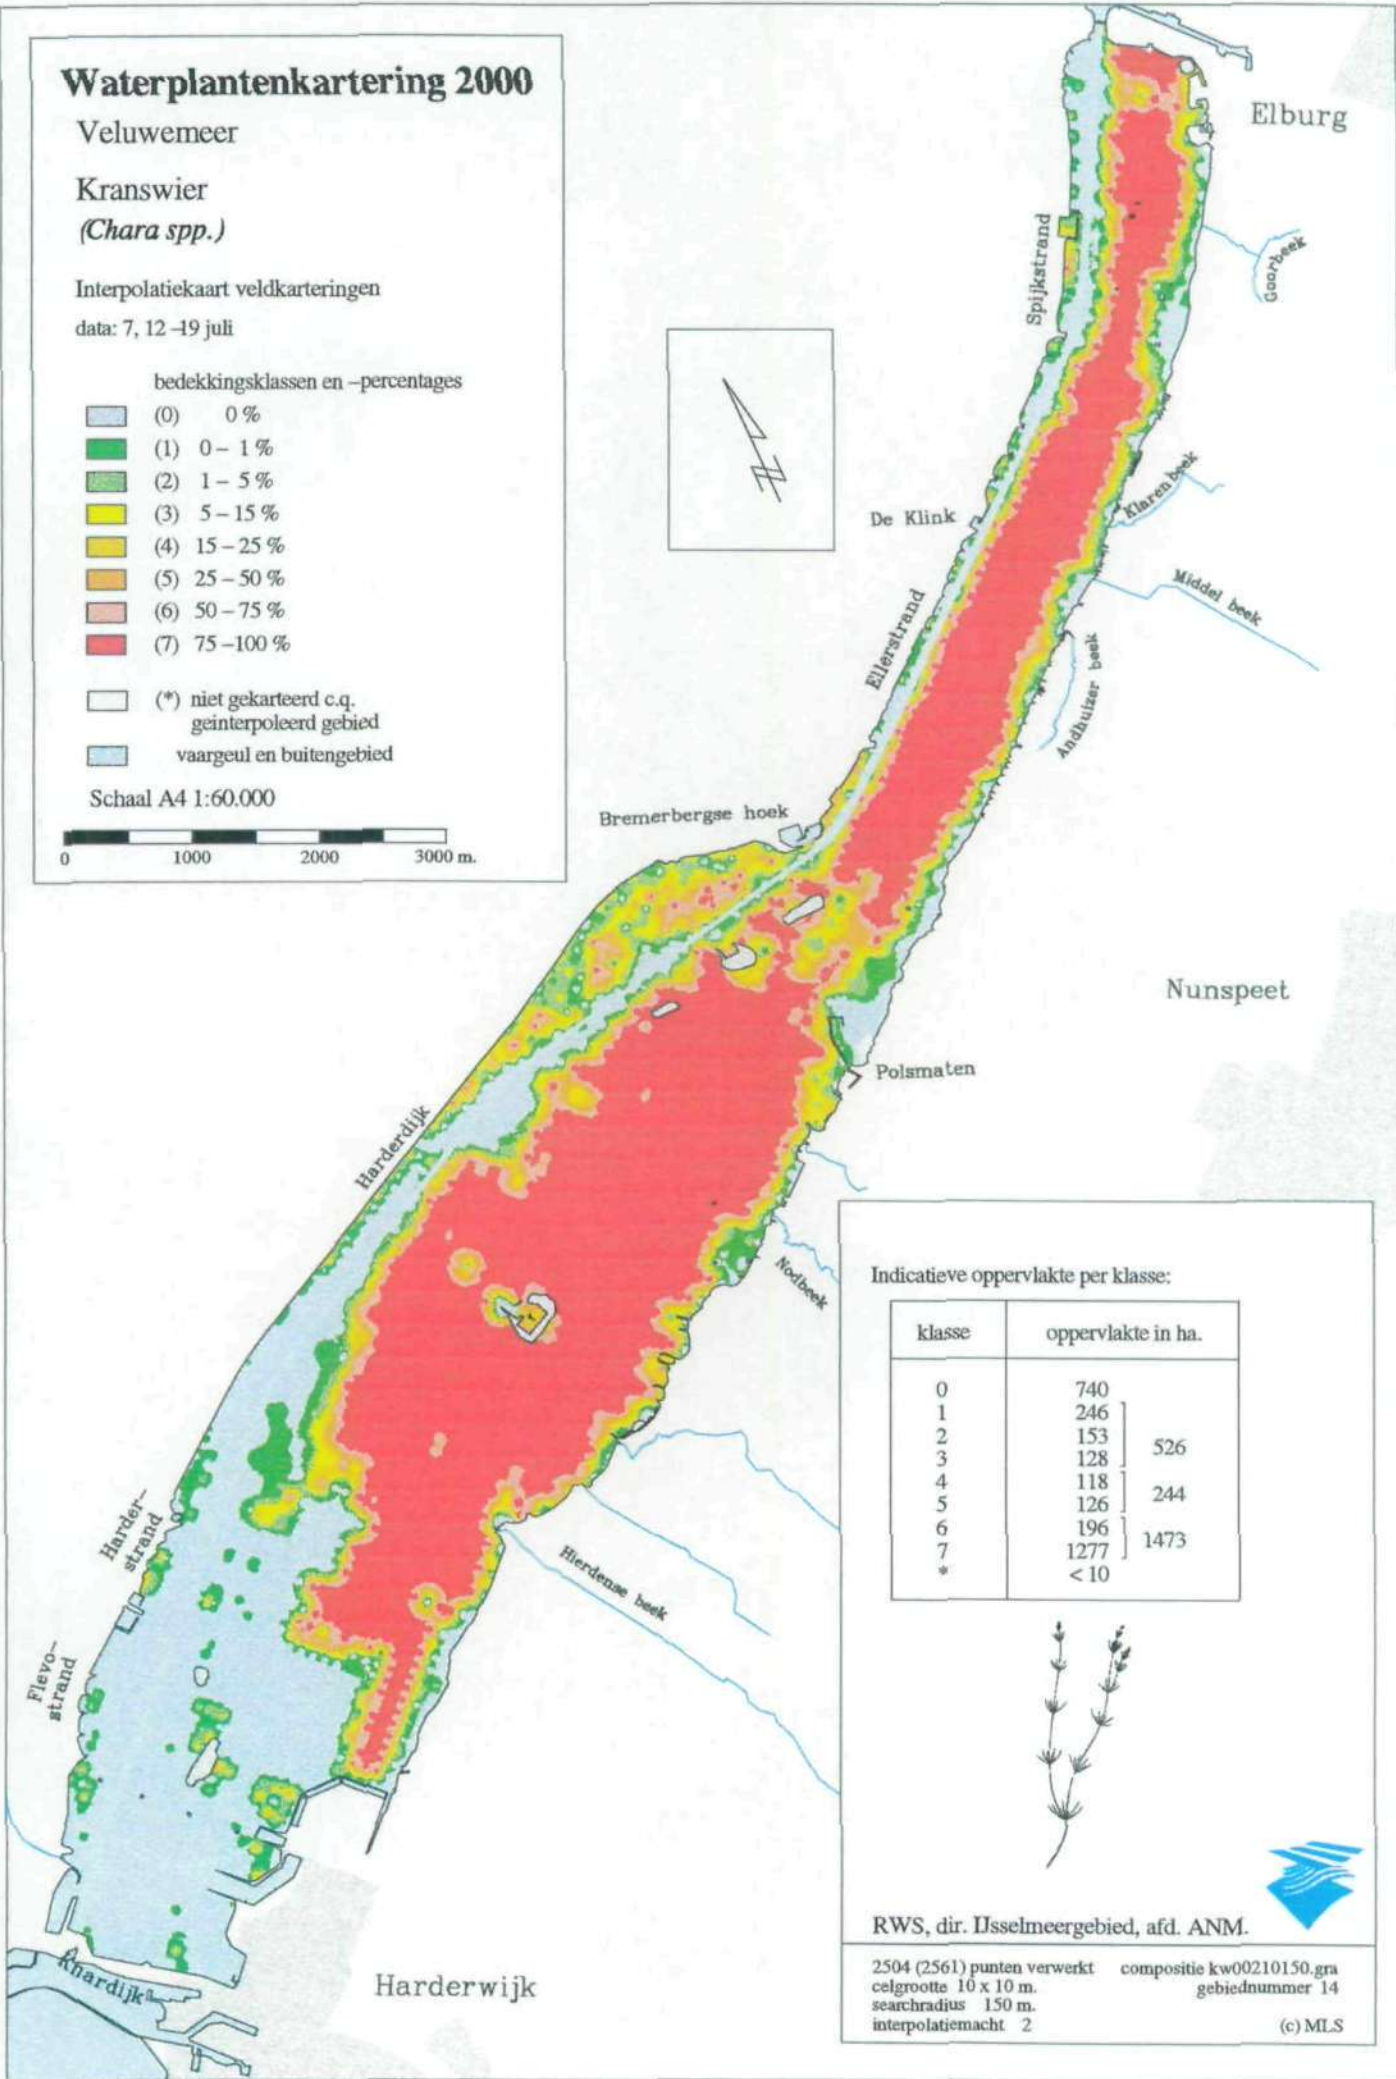 Waterplantenkartering 2000
Veluwemeer
Kranswier
(Chara spp.)
Interpolatiekaart veldkarteringen
data: 7, 12 –19 juli
bedekkingsklassen en –percentages
(0) 0 %
(1) 0 – 1 %
(2) 1 – 5 %
(3) 5 – 15 %
(4) 15 – 25 %
(5) 25 – 50 %
(6) 50 – 75 %
(7) 75 –100 %
(*) niet gekarteerd c.q.
geinterpoleerd gebied
vaargeul en buitengebied
Schaal A4 1:60.000
0 1000 2000 3000 m.
Elburg
Spijkstrand
Goorbeek
De Klink
Klaren beek
Middel beek
Ellerstrand
Andhuizer beek
Bremerbergse hoek
Nunspeet
Polsmaten
Harderdijk
Nodbeek
Harder–
strand
Hierdense beek
Flevo–
strand
Knardijk
Harderwijk
Indicatieve oppervlakte per klasse:
klasse oppervlakte in ha.
0 740
1 246
2 153 526
3 128
4 118 244
5 126
6 196 1473
7 1277
* < 10
RWS, dir. IJsselmeergebied, afd. ANM.
2504 (2561) punten verwerkt compositie kw00210150.gra
celgrootte 10 x 10 m. gebiednummer 14
searchradius 150 m.
interpolatiemacht 2 (c) MLS